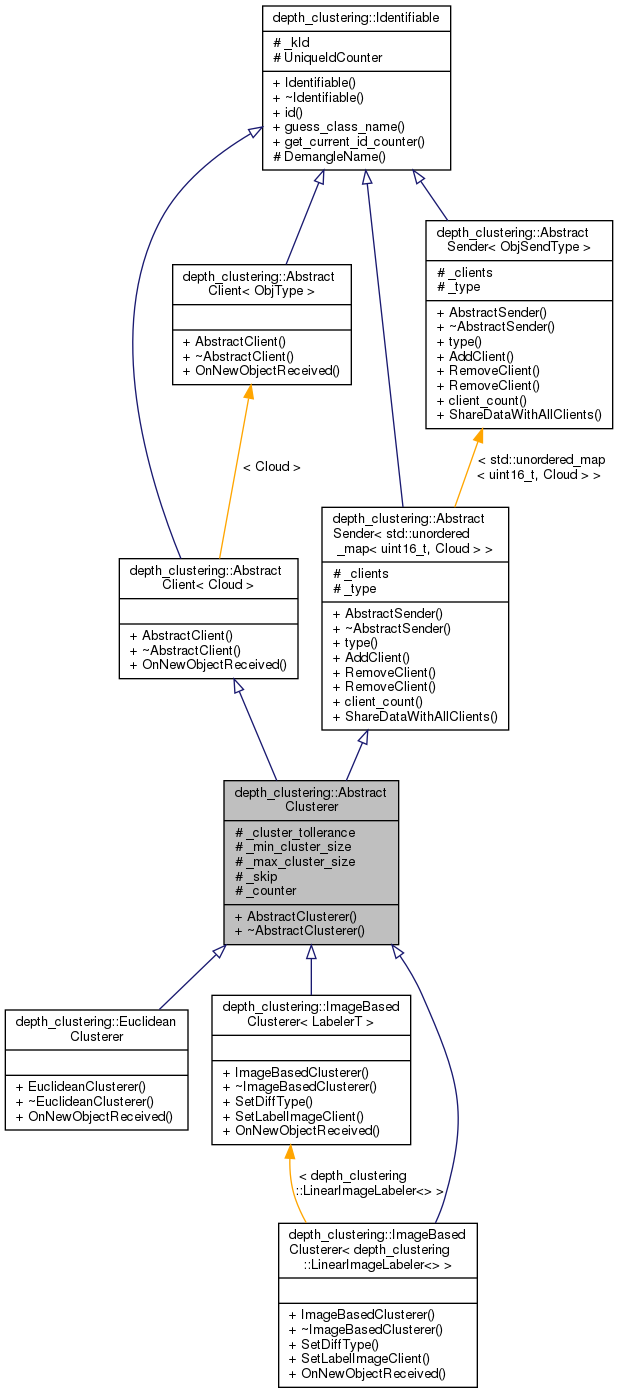 depth_clustering::Identifiable
# _kId
# UniqueIdCounter
+ Identifiable()
+ ~Identifiable()
+ id()
+ guess_class_name()
+ get_current_id_counter()
# DemangleName()
depth_clustering::Abstract
Sender< ObjSendType >
# _clients
# _type
+ AbstractSender()
+ ~AbstractSender()
+ type()
+ AddClient()
+ RemoveClient()
+ RemoveClient()
+ client_count()
+ ShareDataWithAllClients()
depth_clustering::Abstract
Client< ObjType >
+ AbstractClient()
+ ~AbstractClient()
+ OnNewObjectReceived()
< Cloud >
< std::unordered_map
< uint16_t, Cloud > >
depth_clustering::Abstract
Sender< std::unordered
_map< uint16_t, Cloud > >
# _clients
# _type
+ AbstractSender()
+ ~AbstractSender()
+ type()
+ AddClient()
+ RemoveClient()
+ RemoveClient()
+ client_count()
+ ShareDataWithAllClients()
depth_clustering::Abstract
Client< Cloud >
+ AbstractClient()
+ ~AbstractClient()
+ OnNewObjectReceived()
depth_clustering::Abstract
Clusterer
# _cluster_tollerance
# _min_cluster_size
# _max_cluster_size
# _skip
# _counter
+ AbstractClusterer()
+ ~AbstractClusterer()
depth_clustering::Euclidean
Clusterer
+ EuclideanClusterer()
+ ~EuclideanClusterer()
+ OnNewObjectReceived()
depth_clustering::ImageBased
Clusterer< LabelerT >
+ ImageBasedClusterer()
+ ~ImageBasedClusterer()
+ SetDiffType()
+ SetLabelImageClient()
+ OnNewObjectReceived()
< depth_clustering
::LinearImageLabeler<> >
depth_clustering::ImageBased
Clusterer< depth_clustering
::LinearImageLabeler<> >
+ ImageBasedClusterer()
+ ~ImageBasedClusterer()
+ SetDiffType()
+ SetLabelImageClient()
+ OnNewObjectReceived()